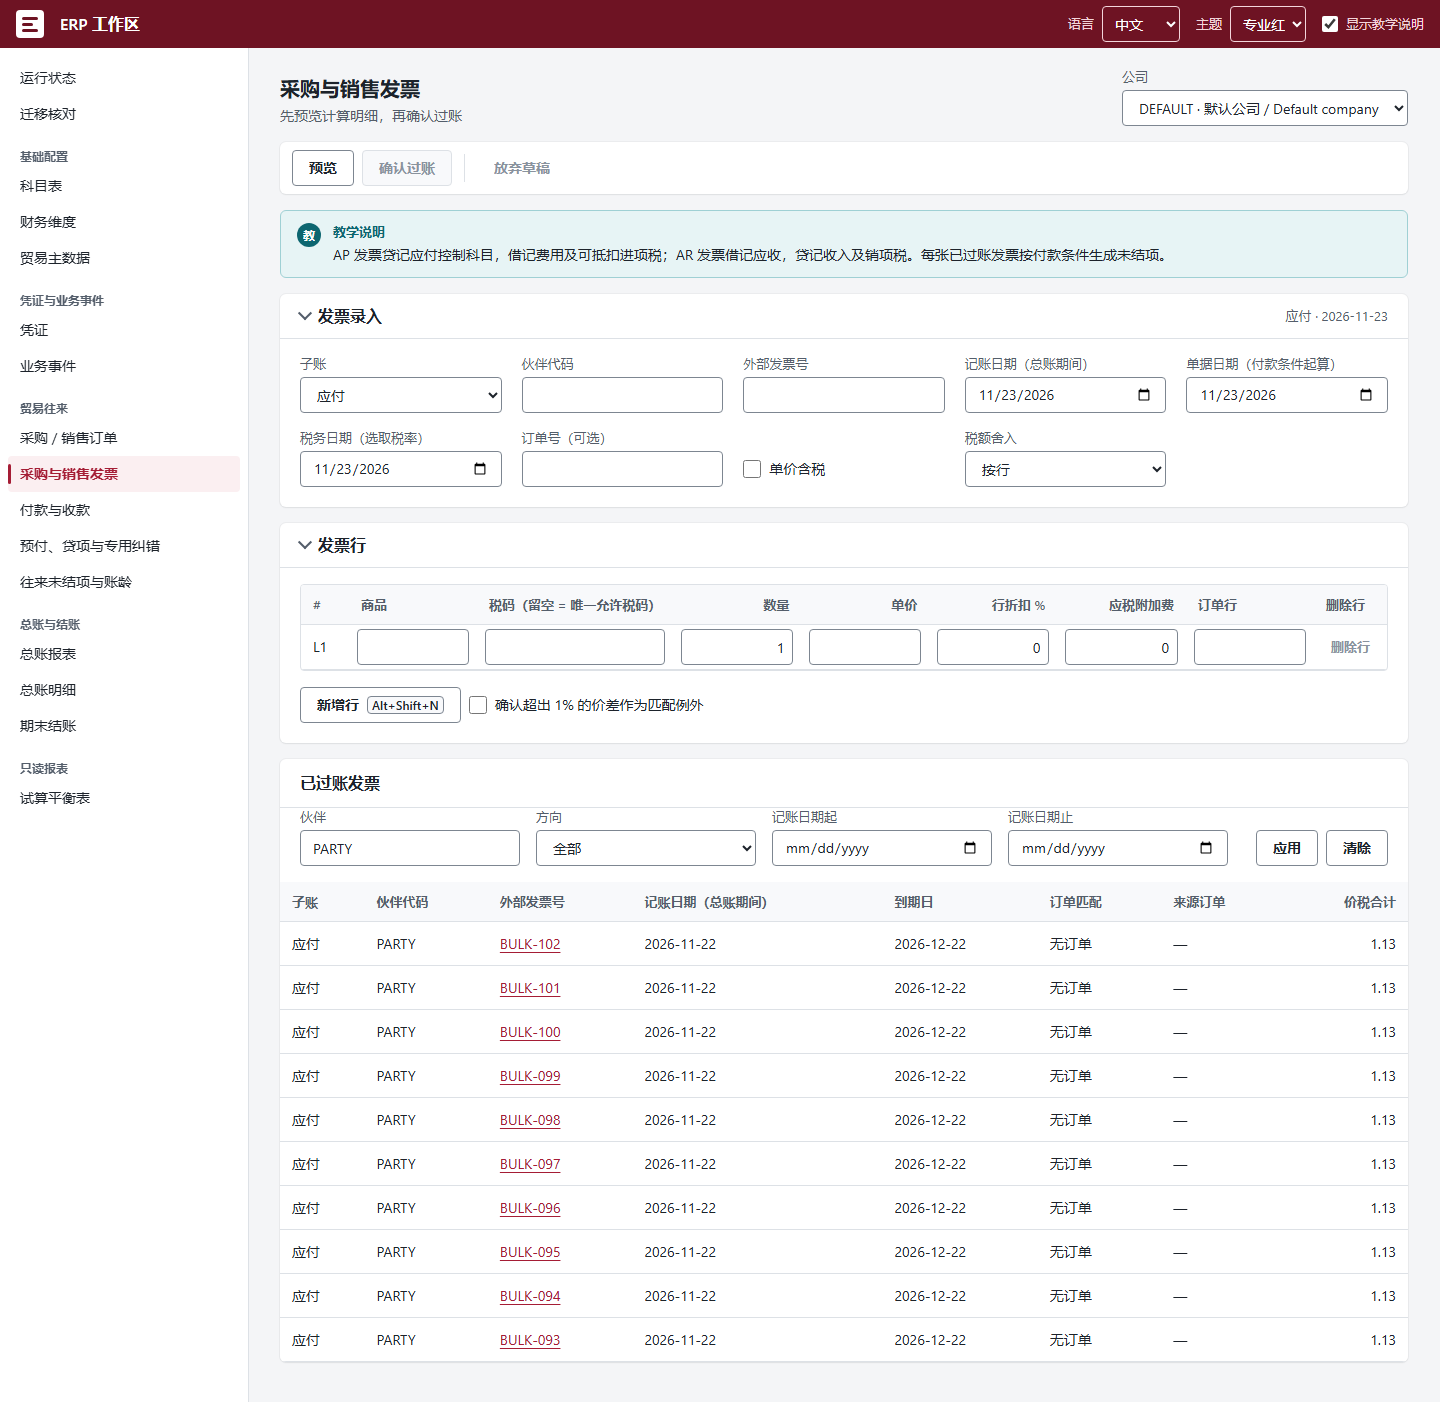 ERP 工作区
语言 中文 主题 专业红 显示教学说明
运行状态
迁移核对
基础配置
科目表
财务维度
贸易主数据
凭证与业务事件
凭证
业务事件
贸易往来
采购 / 销售订单
采购与销售发票
付款与收款
预付、贷项与专用纠错
往来未结项与账龄
总账与结账
总账报表
总账明细
期末结账
只读报表
试算平衡表
采购与销售发票
先预览计算明细，再确认过账
公司
DEFAULT · 默认公司 / Default company
预览 确认过账 放弃草稿
教 教学说明
AP 发票贷记应付控制科目，借记费用及可抵扣进项税；AR 发票借记应收，贷记收入及销项税。每张已过账发票按付款条件生成未结项。
发票录入 应付 · 2026-11-23
子账 伙伴代码 外部发票号 记账日期（总账期间） 单据日期（付款条件起算）
应付 11/23/2026 11/23/2026
税务日期（选取税率） 订单号（可选） 税额舍入
11/23/2026 单价含税 按行
发票行
# 商品 税码（留空 = 唯一允许税码） 数量 单价 行折扣 % 应税附加费 订单行 删除行
L1 1 0 0 删除行
新增行 Alt+Shift+N 确认超出 1% 的价差作为匹配例外
已过账发票
伙伴 方向 记账日期起 记账日期止
PARTY 全部 mm/dd/yyyy mm/dd/yyyy 应用 清除
子账 伙伴代码 外部发票号 记账日期（总账期间） 到期日 订单匹配 来源订单 价税合计
应付 PARTY BULK-102 2026-11-22 2026-12-22 无订单 — 1.13
应付 PARTY BULK-101 2026-11-22 2026-12-22 无订单 — 1.13
应付 PARTY BULK-100 2026-11-22 2026-12-22 无订单 — 1.13
应付 PARTY BULK-099 2026-11-22 2026-12-22 无订单 — 1.13
应付 PARTY BULK-098 2026-11-22 2026-12-22 无订单 — 1.13
应付 PARTY BULK-097 2026-11-22 2026-12-22 无订单 — 1.13
应付 PARTY BULK-096 2026-11-22 2026-12-22 无订单 — 1.13
应付 PARTY BULK-095 2026-11-22 2026-12-22 无订单 — 1.13
应付 PARTY BULK-094 2026-11-22 2026-12-22 无订单 — 1.13
应付 PARTY BULK-093 2026-11-22 2026-12-22 无订单 — 1.13